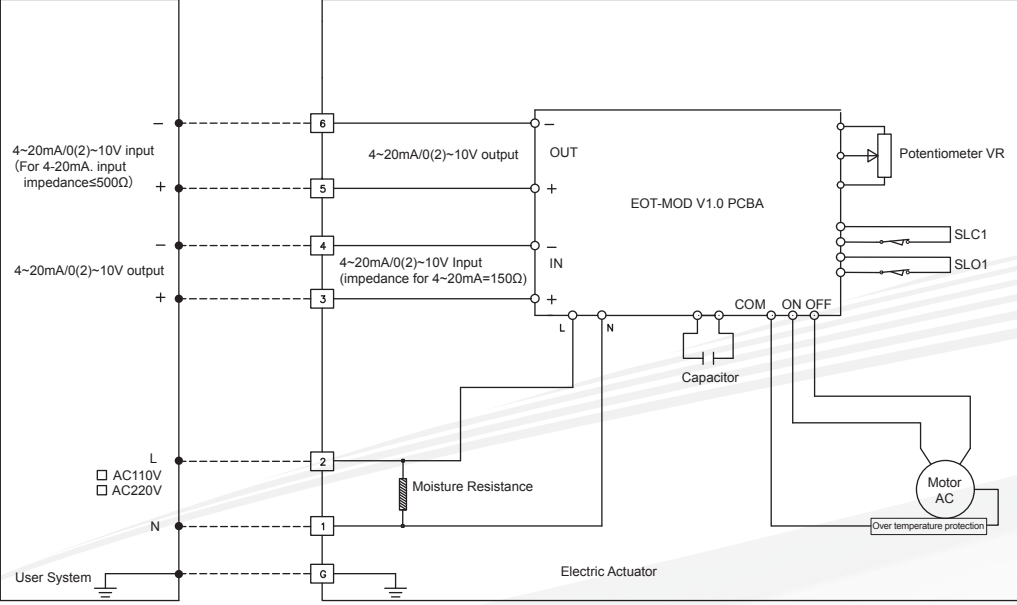 −
6
−
4~20mA/0(2)~10V input
(For 4-20mA. input
impedance≤500Ω)
4~20mA/0(2)~10V output
OUT
Potentiometer VR
+
5
+
EOT-MOD V1.0 PCBA
−
4
−
SLC1
4~20mA/0(2)~10V output
4~20mA/0(2)~10V Input
(impedance for 4~20mA=150Ω)
IN
SLO1
+
3
+
COM
ON
OFF
L
N
Capacitor
L
2
□ AC110V
□ AC220V
Moisture Resistance
Motor
AC
N
1
Over temperature protection
User System
G
Electric Actuator